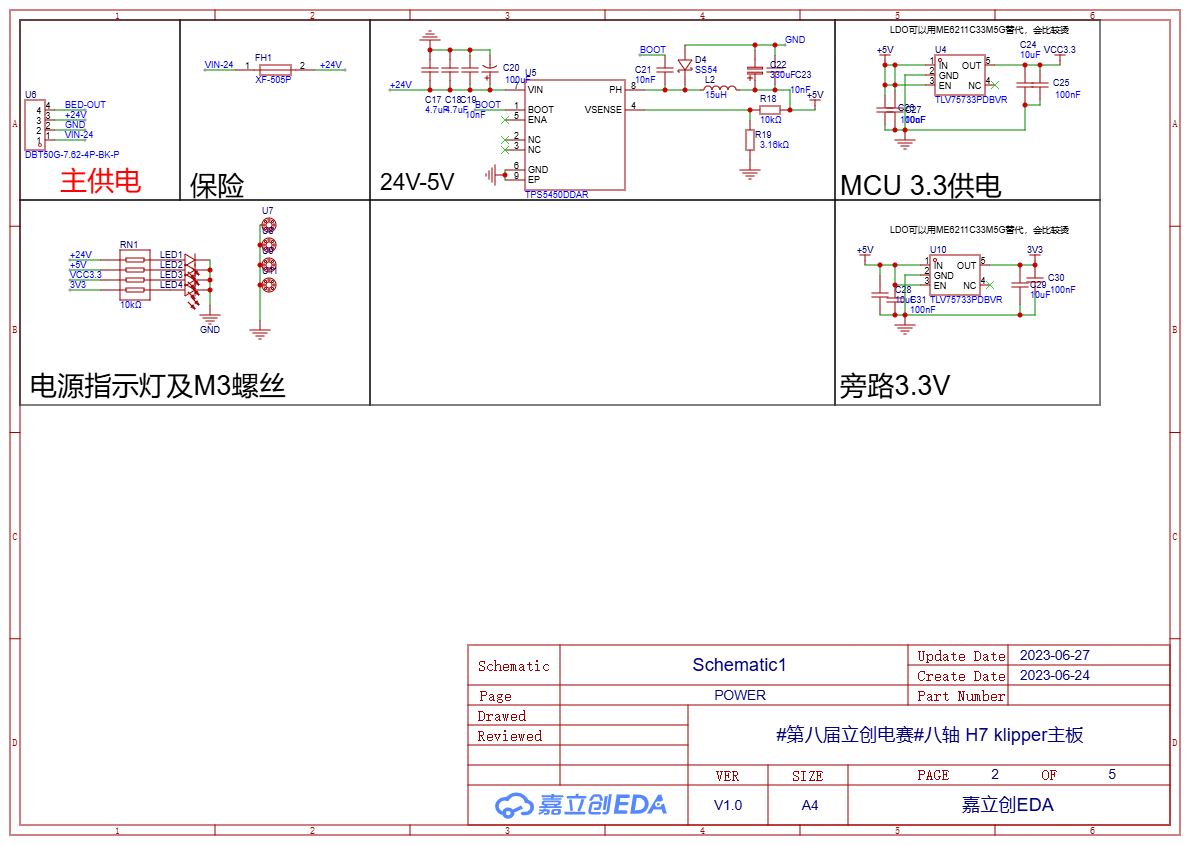 1 2 3 4 5 6
A
U6
4 BED-OUT
3 +24V
2 GND
1 VIN-24
4
3
2
1
DBT50G-7.62-4P-BK-P
主供电
FH1
VIN-24 1 2 +24V
XF-605P
保险
+24V
C17
4.7uF
C18
4.7uF
C19
10nF
C20
100uF
U5
7 VIN
BOOT 1 BOOT
5 ENA
2 NC
3 NC
6 GND
9 EP
PH 8
VSENSE 4
TPS5450DDAR
BOOT
C21
10nF
D4
SS54
L2
15uH
GND
C22
330uF
C23
10nF
+5V
R18
10kΩ
R19
3.16kΩ
24V-5V
LDO可以用ME6211C33M5G替代，会比较烫
+5V
U4
1 IN OUT 5
2 GND
3 EN NC 4
TLV75733PDBVR
C24
10uF
VCC3.3
C25
100nF
C26
C27
MCU 3.3供电
A
B
RN1
+24V LED1
+5V LED2
VCC3.3 LED3
3V3 LED4
10kΩ
GND
U7
U8
U9
U11
电源指示灯及M3螺丝
LDO可以用ME6211C33M5G替代，会比较烫
+5V
U10
1 IN OUT 5
2 GND
3 EN NC 4
TLV75733PDBVR
3V3
C28
10uF
C31
100nF
C29
10uF
C30
100nF
旁路3.3V
B
C C
D D
Schematic Schematic1
Update Date 2023-06-27
Create Date 2023-06-24
Page POWER Part Number
Drawed
Reviewed
#第八届立创电赛#八轴 H7 klipper主板
VER SIZE PAGE 2 OF 5
嘉立创EDA V1.0 A4 嘉立创EDA
1 2 3 4 5 6